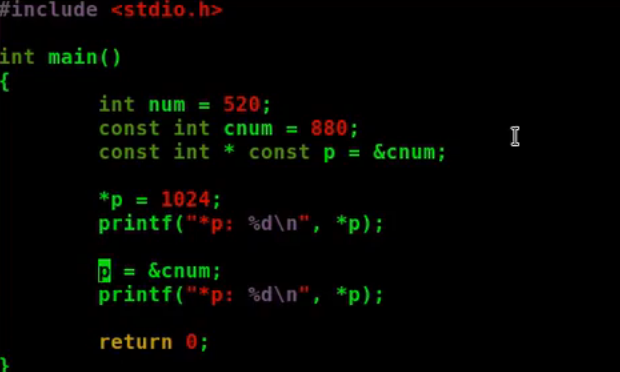 #include <stdio.h>
int main()
{
int num = 520;
const int cnum = 880;
const int * const p = &cnum;
*p = 1024;
printf("*p: %d\n", *p);
p = &cnum;
printf("*p: %d\n", *p);
return 0;
}